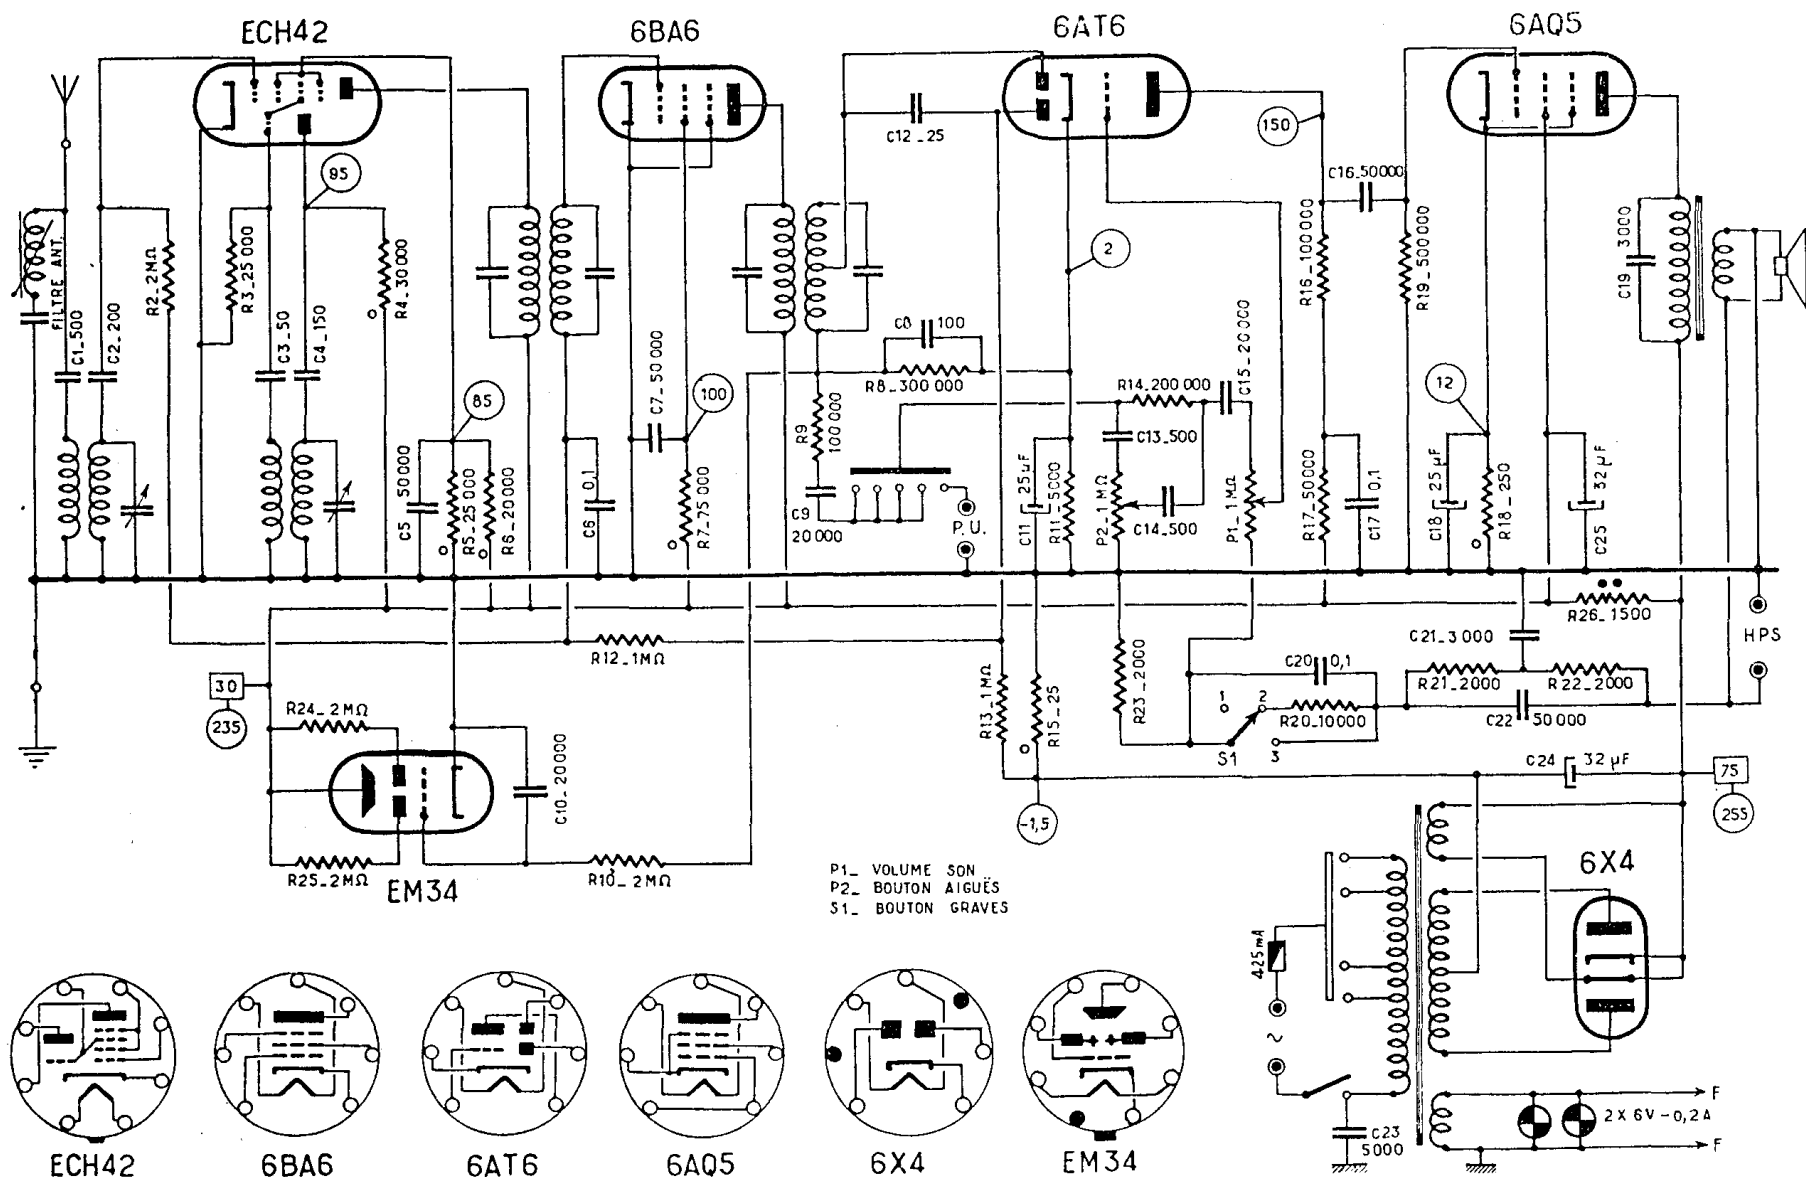 ECH42
6BA6
6AT6
6AQ5
C12_25
150
95
C16_50000
FILTRE ANT.
C1_500
C2_200
R2_2MΩ
R3_25000
C3_50
C4_150
R4_30000
2
R16_100000
R19_500000
C19 3000
85
C5 50000
R5_25000
R6_20000
C6 0,1
C7_50000
100
R7_75000
C8 100
R8_300000
R9 100000
C9
20000
P.U.
C11 25µF
R11_5000
R14_200000
C15_20000
C13_500
P2_1MΩ
C14_500
P1_1MΩ
R17_50000
C17 0,1
12
C18 25µF
R18_250
C25 32µF
R26_1500
HPS
R12_1MΩ
C21_3000
R21_2000
R22_2000
C20 0,1
1
2
3
R20_10000
C22 50000
S1
R13_1MΩ
R15_25
R23_2000
30
235
R24_2MΩ
C10_20000
R25_2MΩ
R10_2MΩ
EM34
-1,5
C24 32µF
75
255
P1_ VOLUME SON
P2_ BOUTON AIGUËS
S1_ BOUTON GRAVES
6X4
425mA
~
C23
5000
F
2X6V-0,2A
F
ECH42
6BA6
6AT6
6AQ5
6X4
EM34